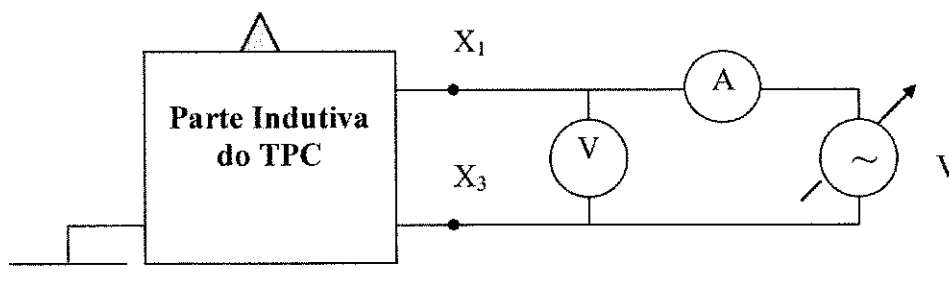 X₁
A
Parte Indutiva
do TPC
V
~
V
X₃